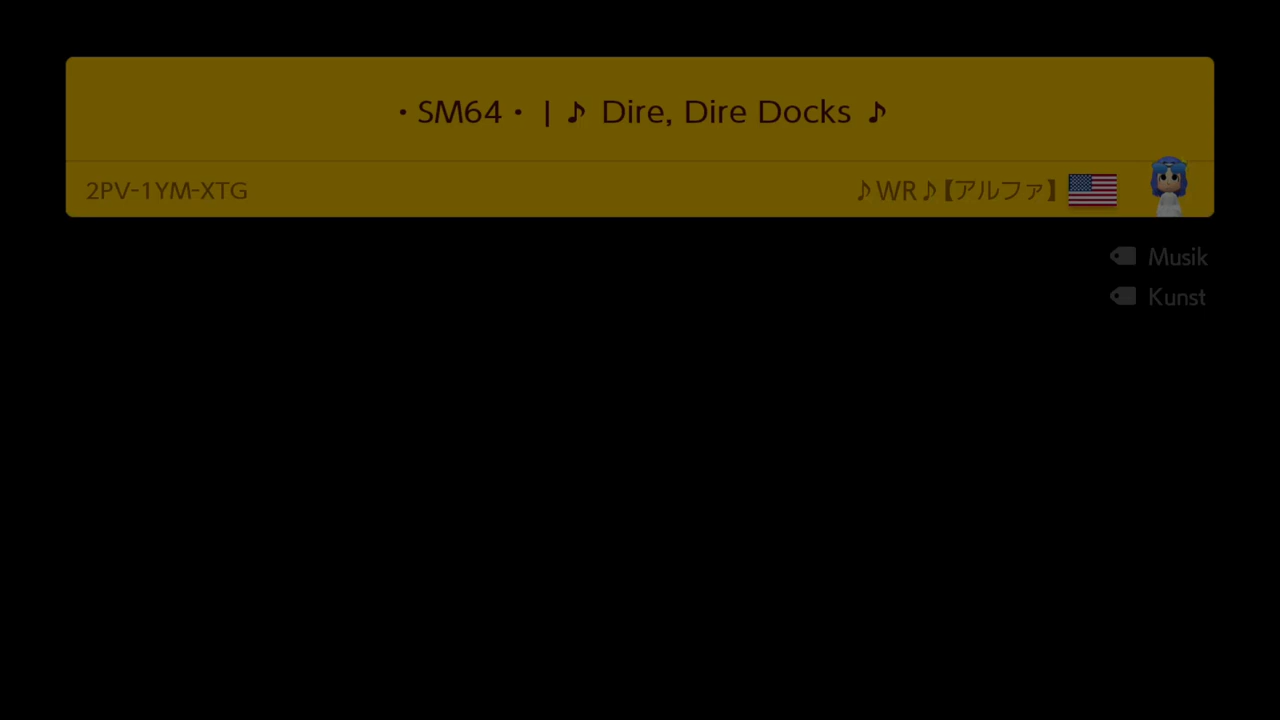 ・SM64・ | ♪ Dire, Dire Docks ♪
2PV-1YM-XTG
♪WR♪【アルファ】
Musik
Kunst